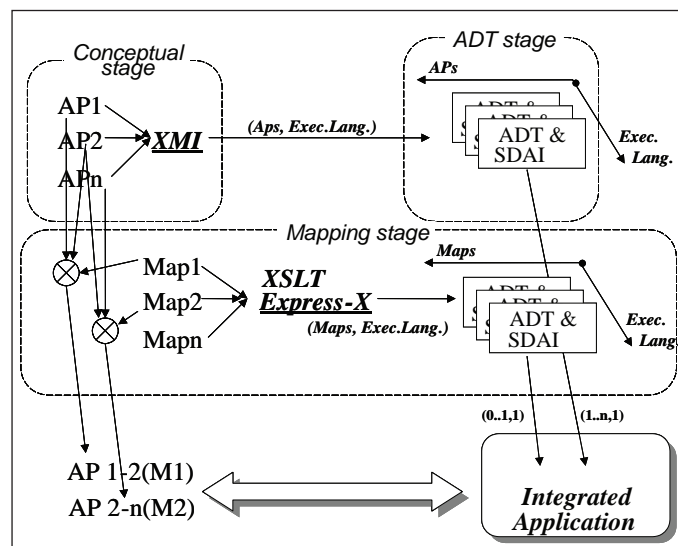 Conceptual
stage
ADT stage
APs
AP1
AP2
APn
XMI
(Aps, Exec.Lang.)
ADT &
S
ADT &
SDAI
Exec.
Lang.
Mapping stage
Maps
Map1
Map2
Mapn
XSLT
Express-X
(Maps, Exec.Lang.)
ADT &
S
ADT &
SDAI
Exec.
Lang.
(0..1,1)
(1..n,1)
AP 1-2(M1)
AP 2-n(M2)
Integrated
Application